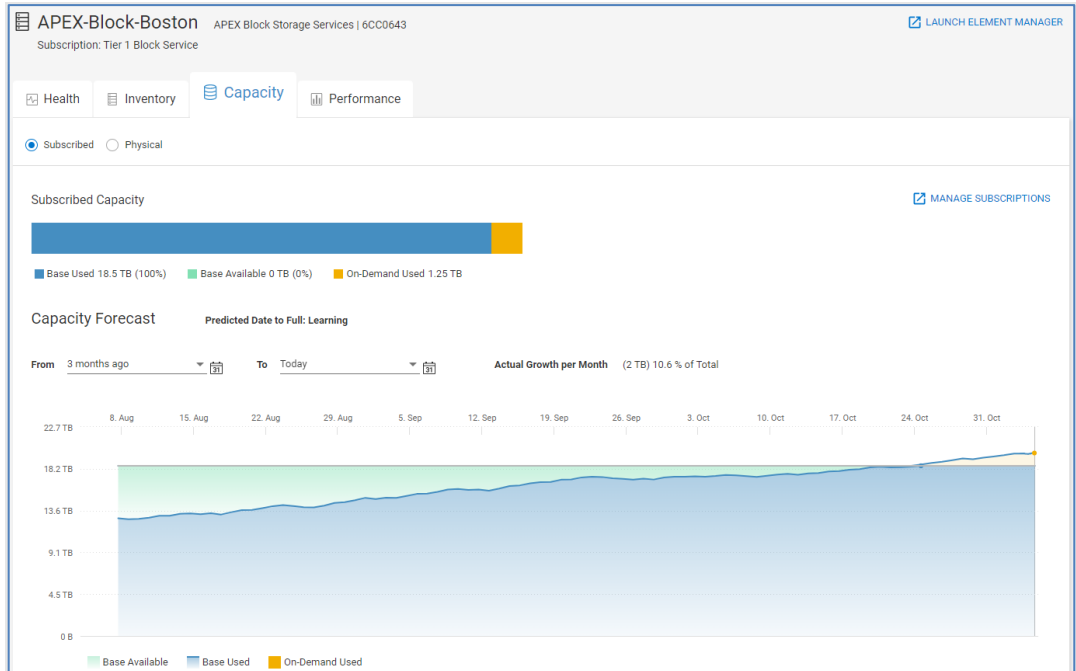 APEX-Block-Boston APEX Block Storage Services | 6CC0643 LAUNCH ELEMENT MANAGER
Subscription: Tier 1 Block Service
Health Inventory Capacity Performance
Subscribed Physical
Subscribed Capacity MANAGE SUBSCRIPTIONS
Base Used 18.5 TB (100%) Base Available 0 TB (0%) On-Demand Used 1.25 TB
Capacity Forecast Predicted Date to Full: Learning
From 3 months ago 31 To Today 31 Actual Growth per Month (2 TB) 10.6 % of Total
8. Aug 15. Aug 22. Aug 29. Aug 5. Sep 12. Sep 19. Sep 26. Sep 3. Oct 10. Oct 17. Oct 24. Oct 31. Oct
22.7 TB
18.2 TB
13.6 TB
9.1 TB
4.5 TB
0 B
Base Available Base Used On-Demand Used